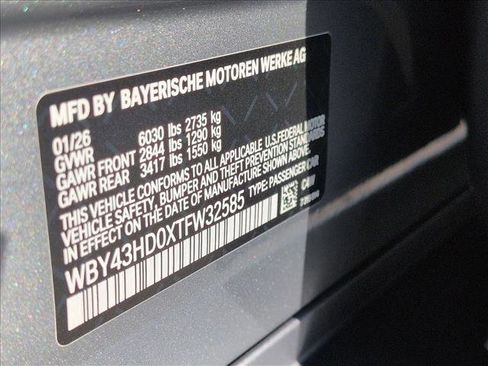 MFD BY BAYERISCHE MOTOREN WERKE AG
01/26
GVWR 6030 lbs 2735 kg
GAWR FRONT 2844 lbs 1290 kg
GAWR REAR 3417 lbs 1550 kg
THIS VEHICLE CONFORMS TO ALL APPLICABLE U.S. FEDERAL MOTOR
VEHICLE SAFETY, BUMPER, AND THEFT PREVENTION STANDARDS
IN EFFECT ON THE DATE OF MANUFACTURE SHOWN ABOVE.
WBY43HD0XTFW32585 TYPE: PASSENGER CAR